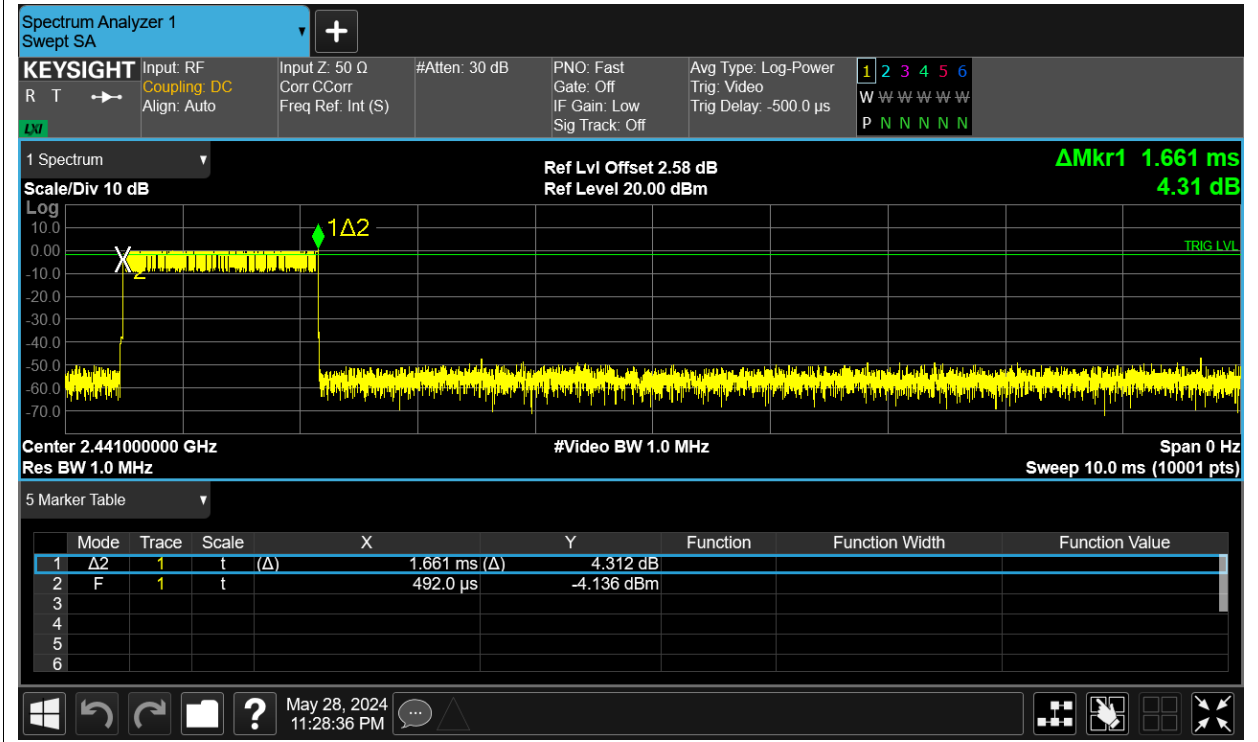 Spectrum Analyzer 1
Swept SA
+
KEYSIGHT Input: RF Input Z: 50 Ω #Atten: 30 dB PNO: Fast Avg Type: Log-Power 1 2 3 4 5 6
R T Coupling: DC Corr CCorr Gate: Off Trig: Video W W W W W W
Align: Auto Freq Ref: Int (S) IF Gain: Low Trig Delay: -500.0 µs P N N N N N
LXI Sig Track: Off
1 Spectrum Ref Lvl Offset 2.58 dB ΔMkr1 1.661 ms
Scale/Div 10 dB Ref Level 20.00 dBm 4.31 dB
Log
10.0 1Δ2
0.00 TRIG LVL
X
2
-10.0
-20.0
-30.0
-40.0
-50.0
-60.0
-70.0
Center 2.441000000 GHz #Video BW 1.0 MHz Span 0 Hz
Res BW 1.0 MHz Sweep 10.0 ms (10001 pts)
5 Marker Table
Mode Trace Scale X Y Function Function Width Function Value
1 Δ2 1 t (Δ) 1.661 ms (Δ) 4.312 dB
2 F 1 t 492.0 µs -4.136 dBm
3
4
5
6
? May 28, 2024
11:28:36 PM